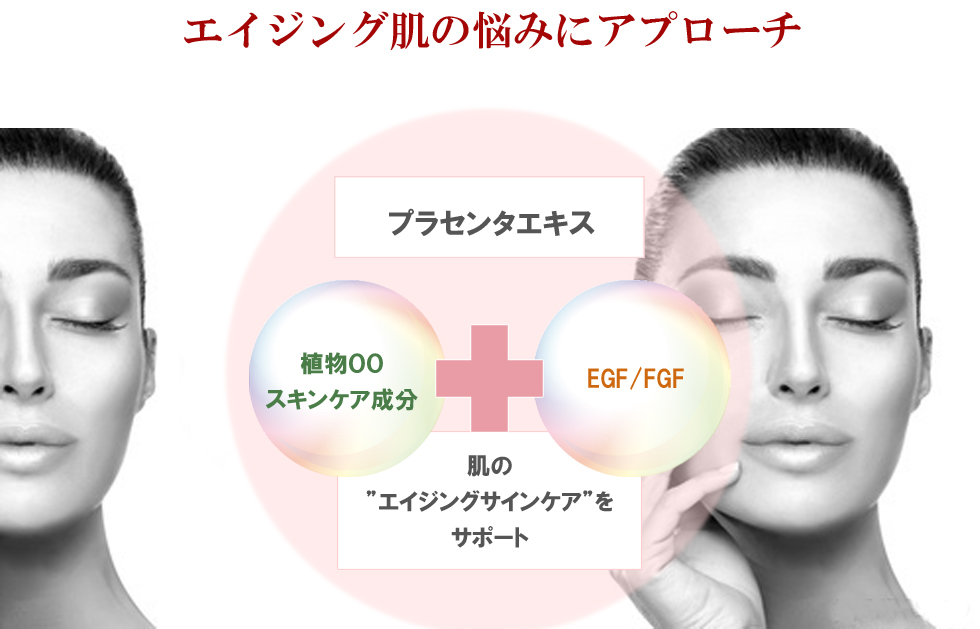 エイジング肌の悩みにアプローチ
プラセンタエキス
植物〇〇
スキンケア成分
EGF/FGF
肌の
”エイジングサインケア”を
サポート